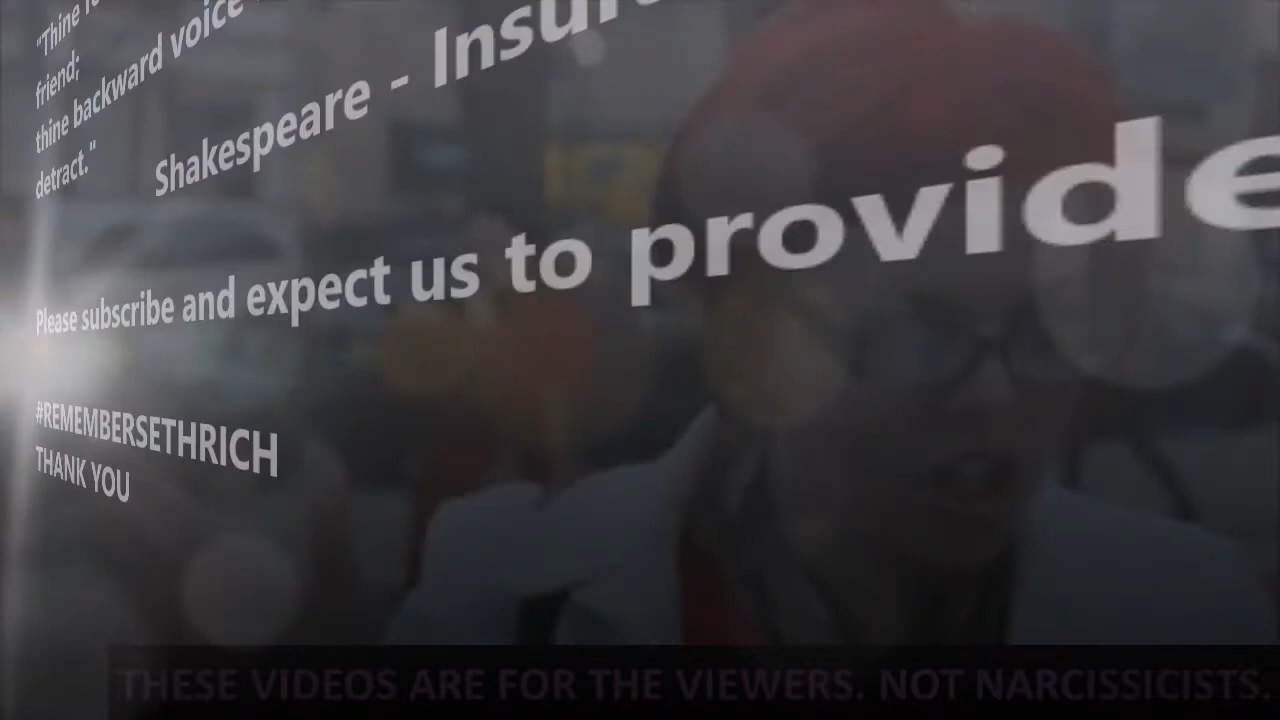 "Thine
friend;
thine backward voice
detract."
Shakespeare -
Please subscribe and expect us to provide
#REMEMBERSETHRICH
THANK YOU
THESE VIDEOS ARE FOR THE VIEWERS. NOT NARCISSICISTS.